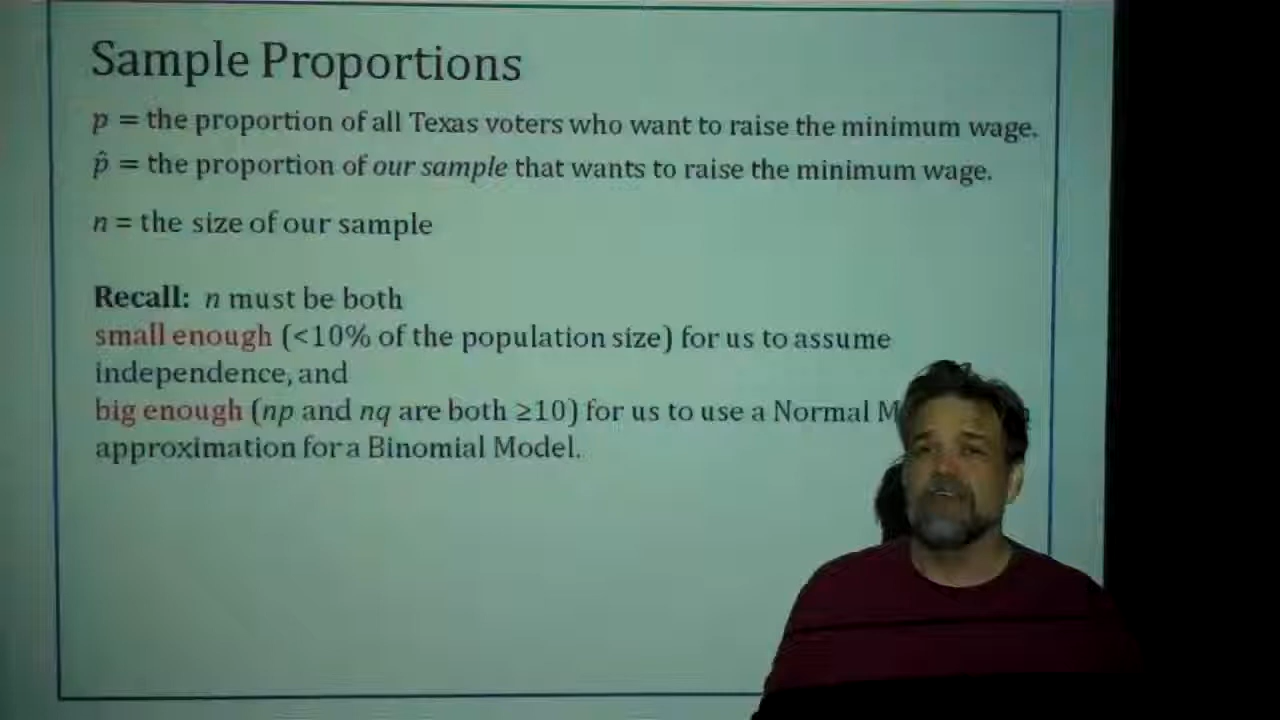 Sample Proportions
p = the proportion of all Texas voters who want to raise the minimum wage.
p̂ = the proportion of our sample that wants to raise the minimum wage.
n = the size of our sample
Recall: n must be both
small enough (<10% of the population size) for us to assume
independence, and
big enough (np and nq are both ≥10) for us to use a Normal
approximation for a Binomial Model.